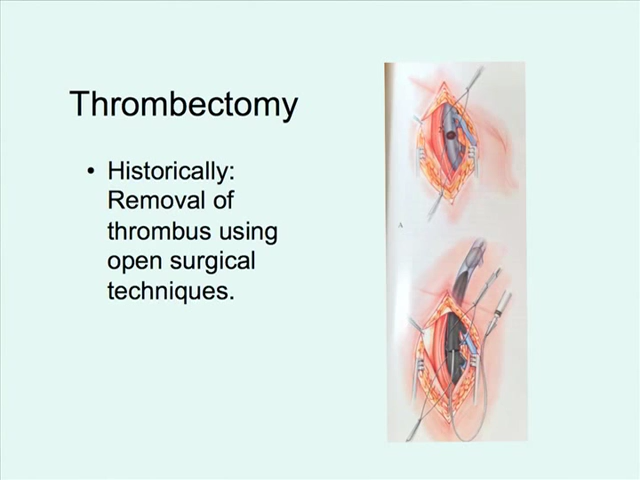 Thrombectomy
• Historically:
Removal of
thrombus using
open surgical
techniques.
A